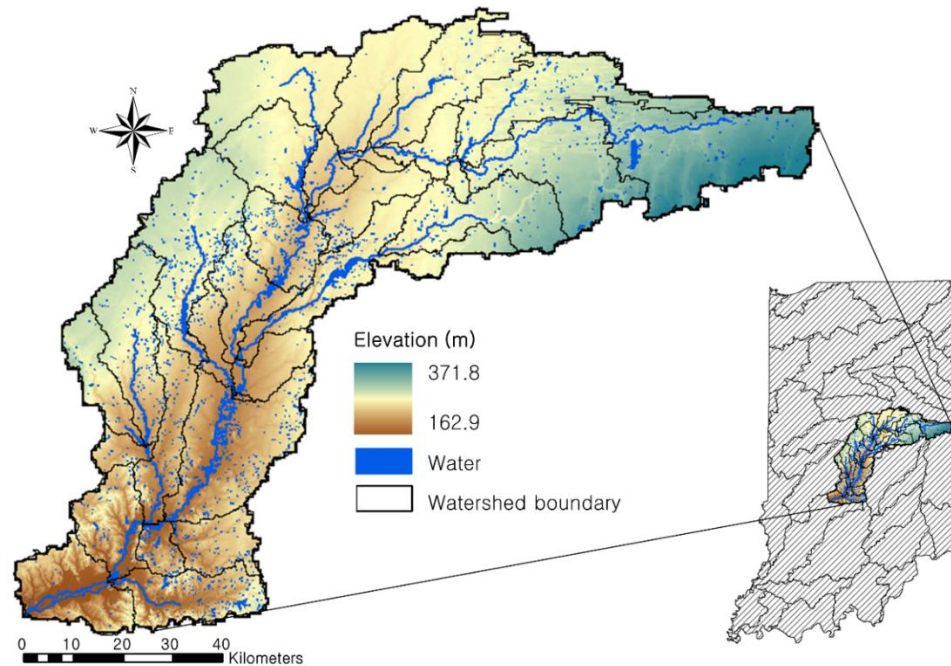 N
W E
S
Elevation (m)
371.8
162.9
Water
Watershed boundary
0 10 20 30 40
Kilometers